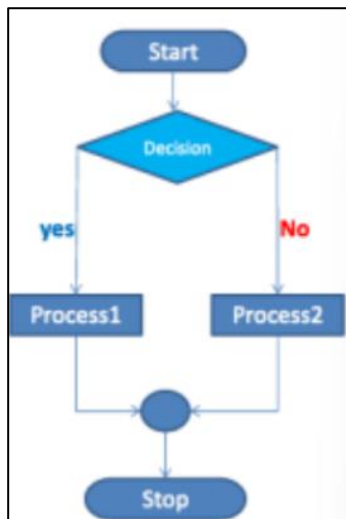 Start
Decision
yes
No
Process1
Process2
Stop